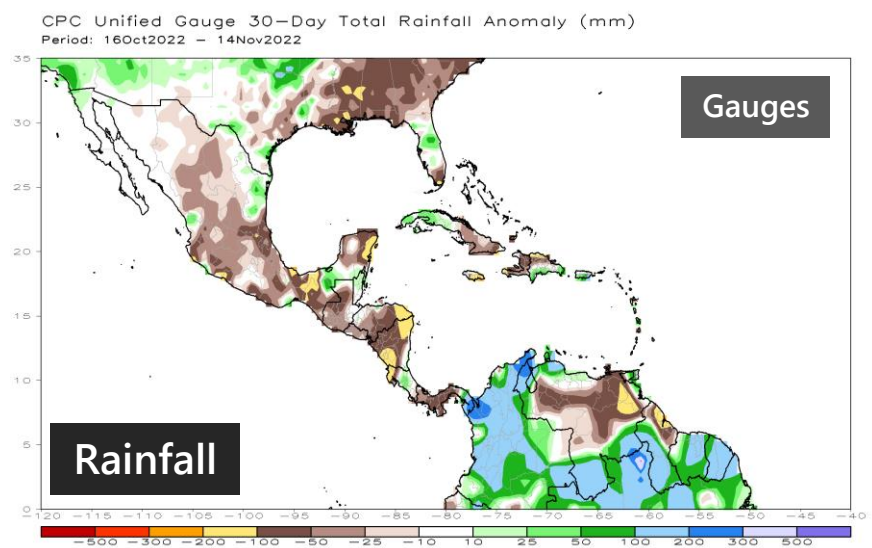 CPC Unified Gauge 30-Day Total Rainfall Anomaly (mm)
Period: 16Oct2022 - 14Nov2022
Gauges
Rainfall
35
30
25
20
15
10
5
0
-120 -115 -110 -105 -100 -95 -90 -85 -80 -75 -70 -65 -60 -55 -50 -45 -40
-500 -300 -200 -100 -50 -25 -10 10 25 50 100 200 300 500